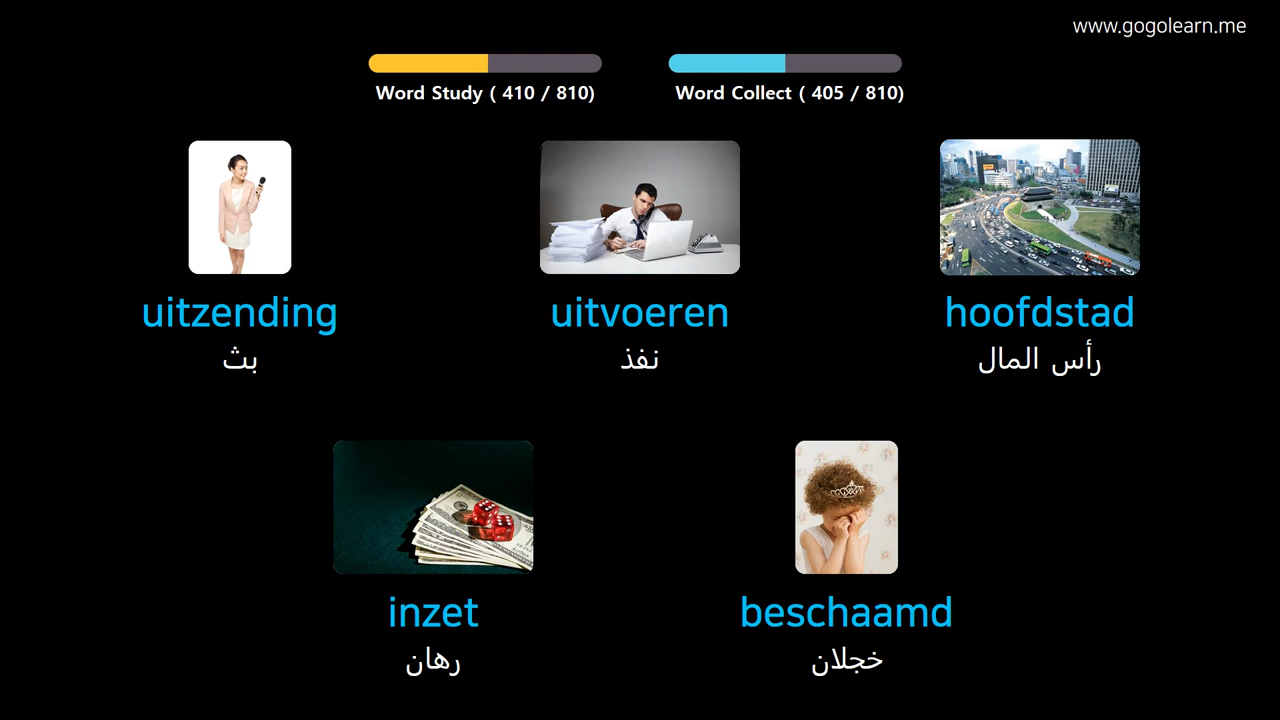 www.gogolearn.me
Word Study ( 410 / 810)
Word Collect ( 405 / 810)
uitzending
بث
uitvoeren
نفذ
hoofdstad
رأس المال
inzet
رهان
beschaamd
خجلان